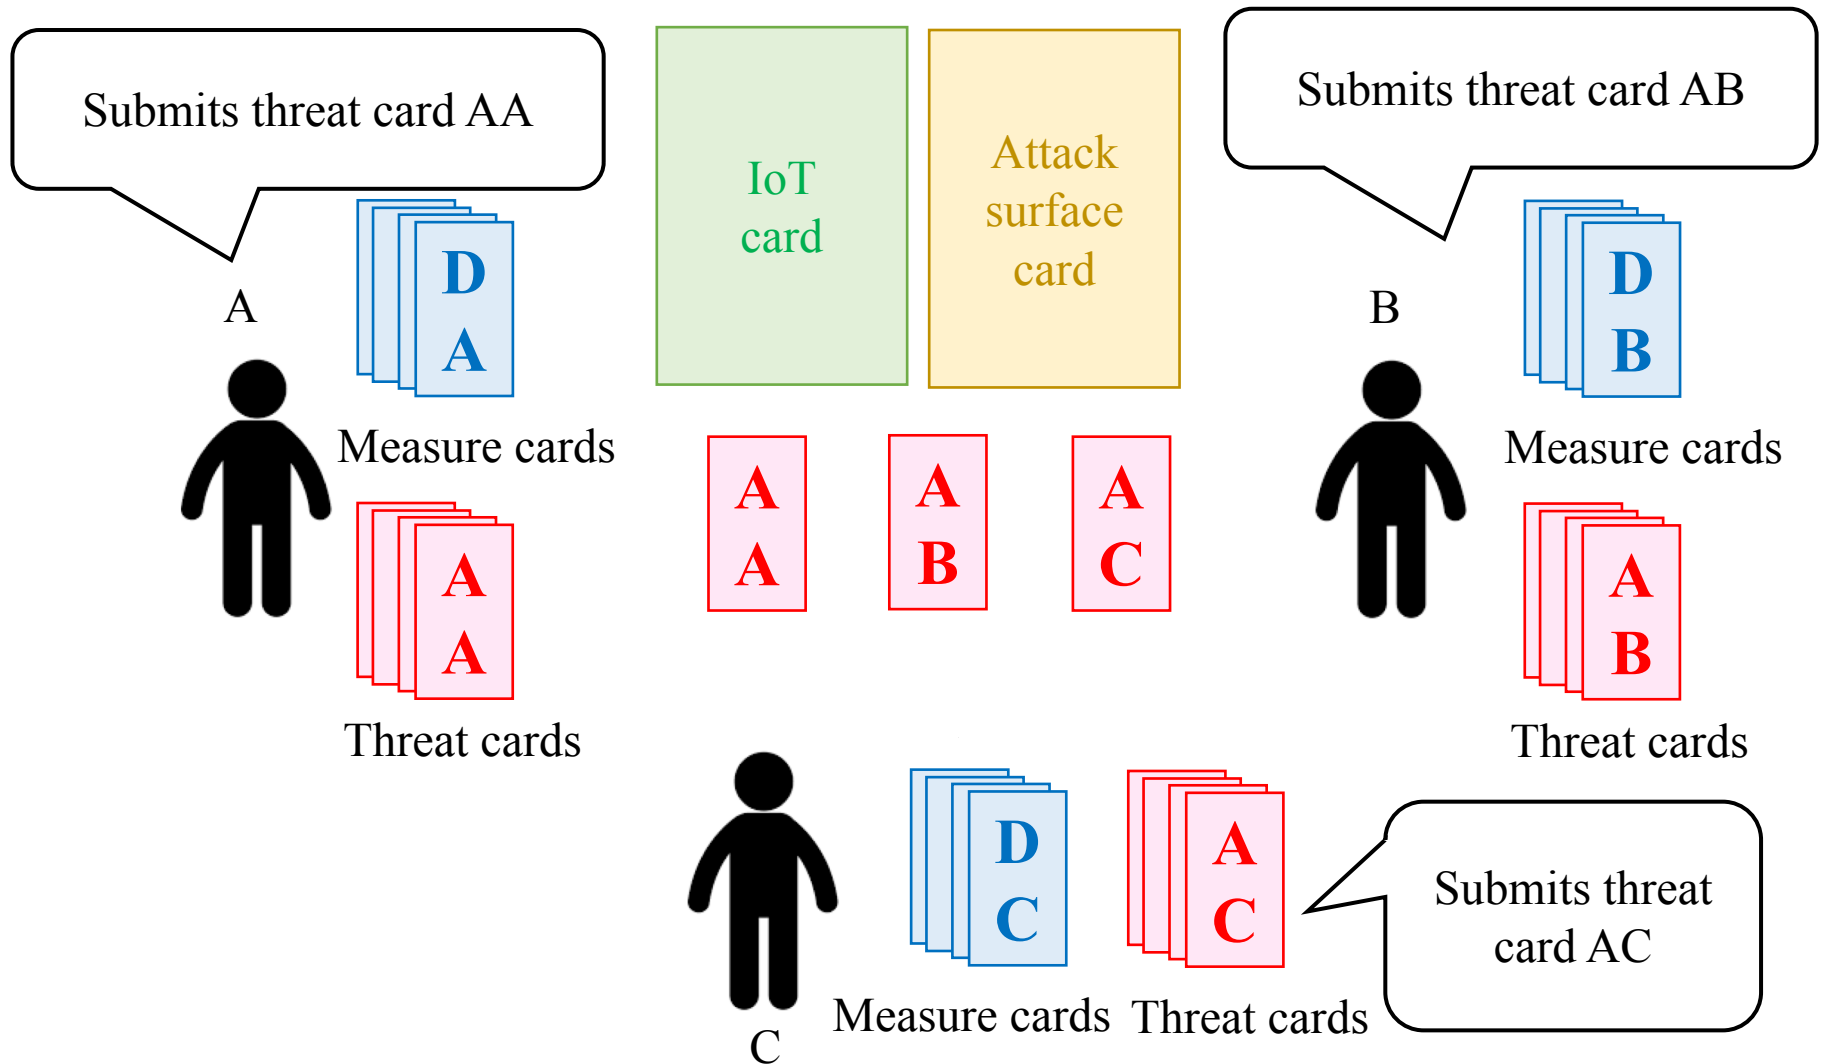 Submits threat card AA
IoT
card
Attack
surface
card
Submits threat card AB
A
D
A
Measure cards
A
A
Threat cards
B
D
B
Measure cards
A
B
Threat cards
A
A
A
B
A
C
C
D
C
Measure cards
A
C
Threat cards
Submits threat
card AC